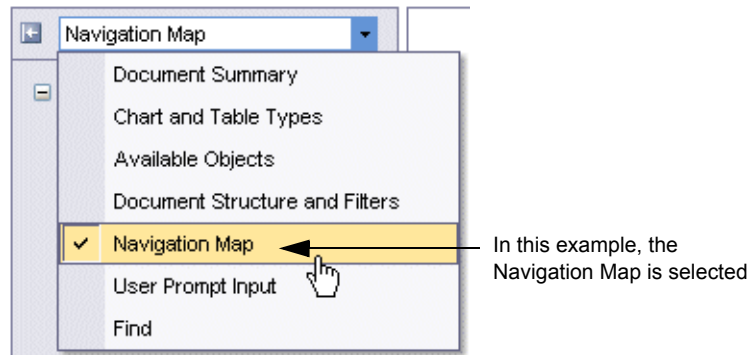 Navigation Map
Document Summary
Chart and Table Types
Available Objects
Document Structure and Filters
Navigation Map
In this example, the
Navigation Map is selected
User Prompt Input
Find